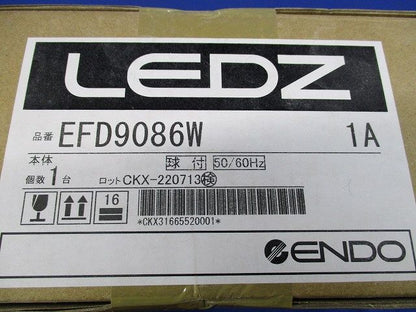 LEDZ
品番 EFD9086W 1A
本体 球付 50/60Hz
個数 1台 ロット CKX-220713 検
16
*CKX31665520001*
ENDO